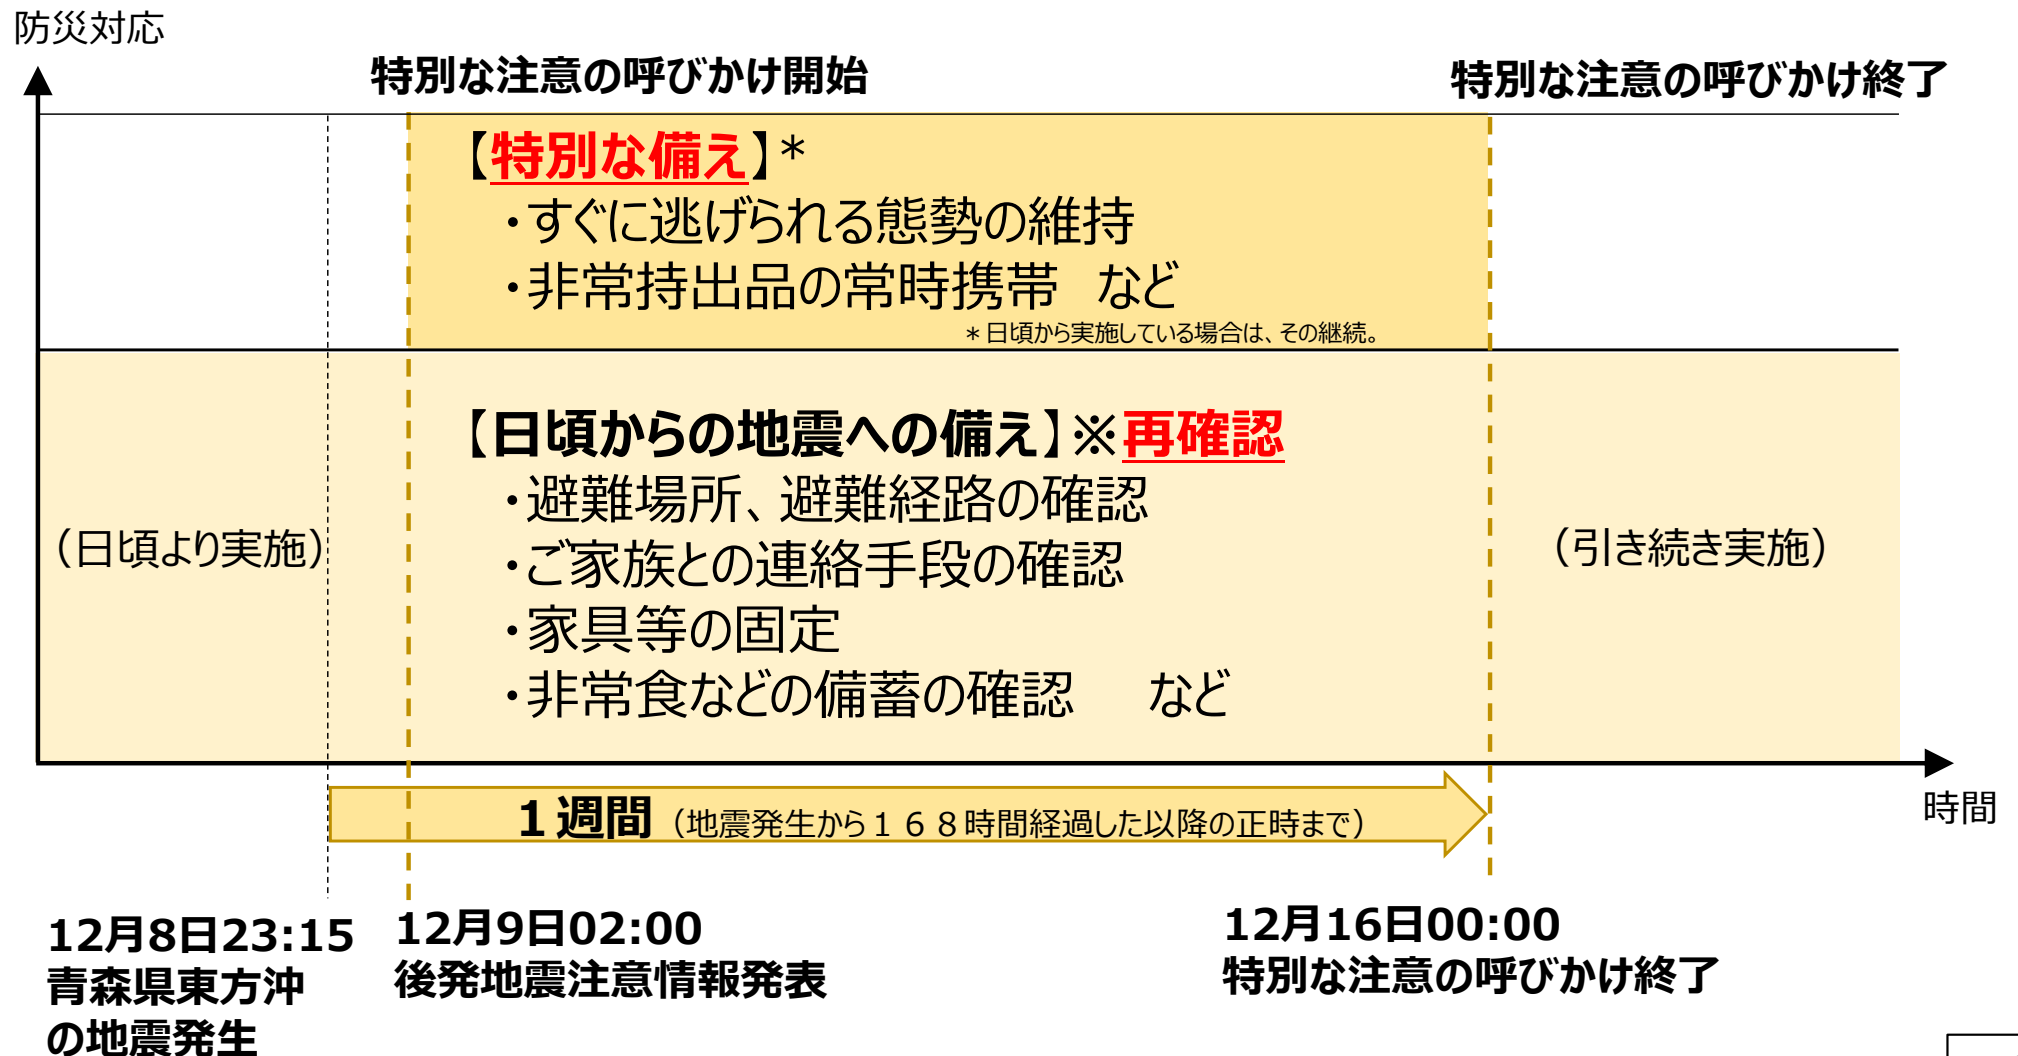 防災対応
特別な注意の呼びかけ開始
特別な注意の呼びかけ終了
【特別な備え】*
・すぐに逃げられる態勢の維持
・非常持出品の常時携帯　など
*日頃から実施している場合は、その継続。
【日頃からの地震への備え】※再確認
・避難場所、避難経路の確認
・ご家族との連絡手段の確認
・家具等の固定
・非常食などの備蓄の確認　など
（日頃より実施）
（引き続き実施）
１週間（地震発生から１６８時間経過した以降の正時まで）
時間
12月8日23:15
青森県東方沖
の地震発生
12月9日02:00
後発地震注意情報発表
12月16日00:00
特別な注意の呼びかけ終了